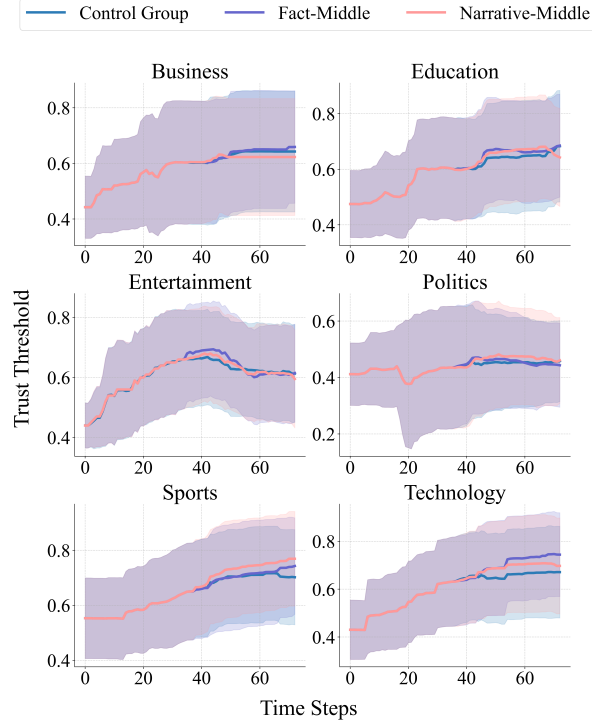 Control Group Fact-Middle Narrative-Middle
Business Education
0.8 0.8
0.6 0.6
0.4 0.4
0 20 40 60 0 20 40 60
Entertainment Politics
0.8 0.6
0.6 0.4
0.4 0.2
0 20 40 60 0 20 40 60
Sports Technology
0.8 0.8
0.6 0.6
0.4 0.4
0 20 40 60 0 20 40 60
Trust Threshold
Time Steps